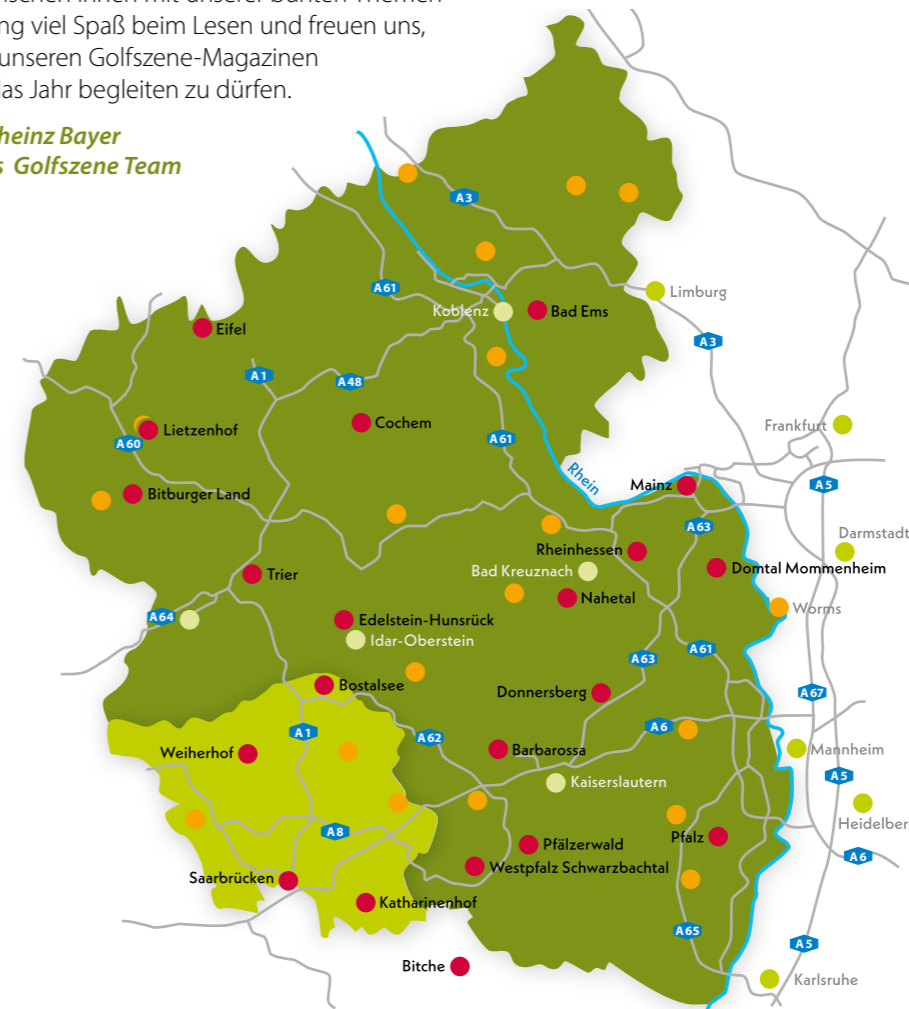 unserer bunten Themen
ng viel Spaß beim Lesen und freuen uns,
unseren Golfszene-Magazinen
das Jahr begleiten zu dürfen.
heinz Bayer
s Golfszene Team
A3
Limburg
A61
Koblenz
Bad Ems
Eifel
A3
A1
A48
Cochem
Frankfurt
Lietzenhof
A60
A61
Rhein
Mainz
A5
Bitburger Land
A63
Darmstadt
Rheinhessen
Bad Kreuznach
Domtal Mommenheim
Trier
Nahetal
Worms
A64
Edelstein-Hunsrück
Idar-Oberstein
A63
A61
Bostalsee
Donnersberg
A67
A1
A62
A6
Weiherhof
Barbarossa
Mannheim
Kaiserslautern
A5
A8
Heidelber
Pfälzerwald
Pfalz
A6
Westpfalz Schwarzbachtal
Saarbrücken
Katharinenhof
A65
A5
Bitche
Karlsruhe